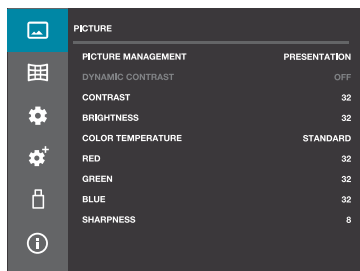 PICTURE
PICTURE MANAGEMENT PRESENTATION
DYNAMIC CONTRAST OFF
CONTRAST 32
BRIGHTNESS 32
COLOR TEMPERATURE STANDARD
RED 32
GREEN 32
BLUE 32
SHARPNESS 8